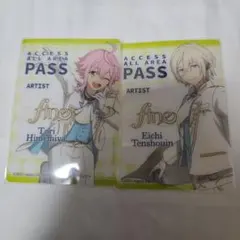 ACCESS
ALL AREA
PASS
ARTIST
fine
Tori
Himemiya
ACCESS
ALL AREA
PASS
ARTIST
fine
Eichi
Tenshouin